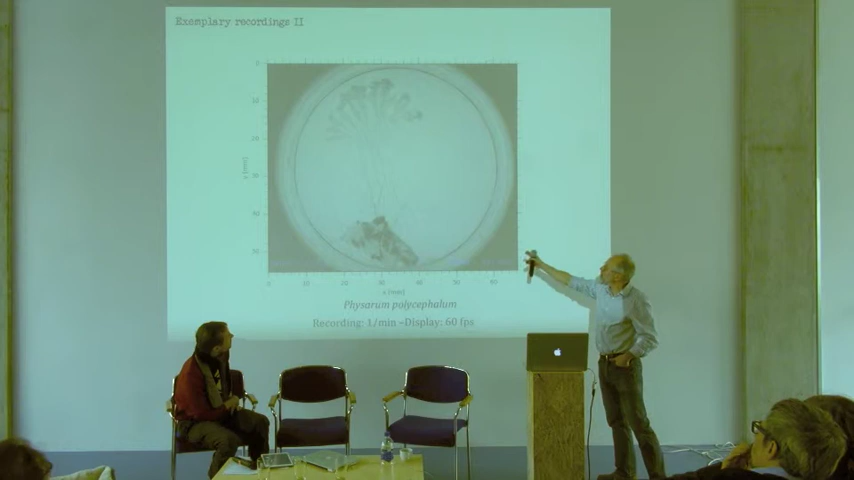 Exemplary recordings II
Physarum polycephalum
Recording: 1/min –Display: 60 fps